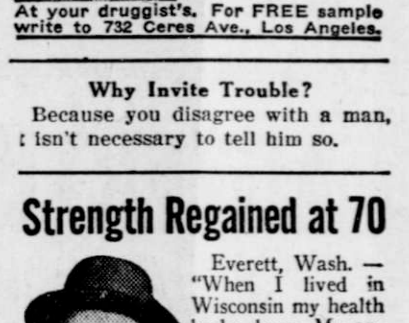 At your druggist's. For FREE sample
write to 732 Ceres Ave., Los Angeles.
Why Invite Trouble?
Because you disagree with a man,
t isn't necessary to tell him so.
Strength Regained at 70
Everett, Wash. —
"When I lived in
Wisconsin my health